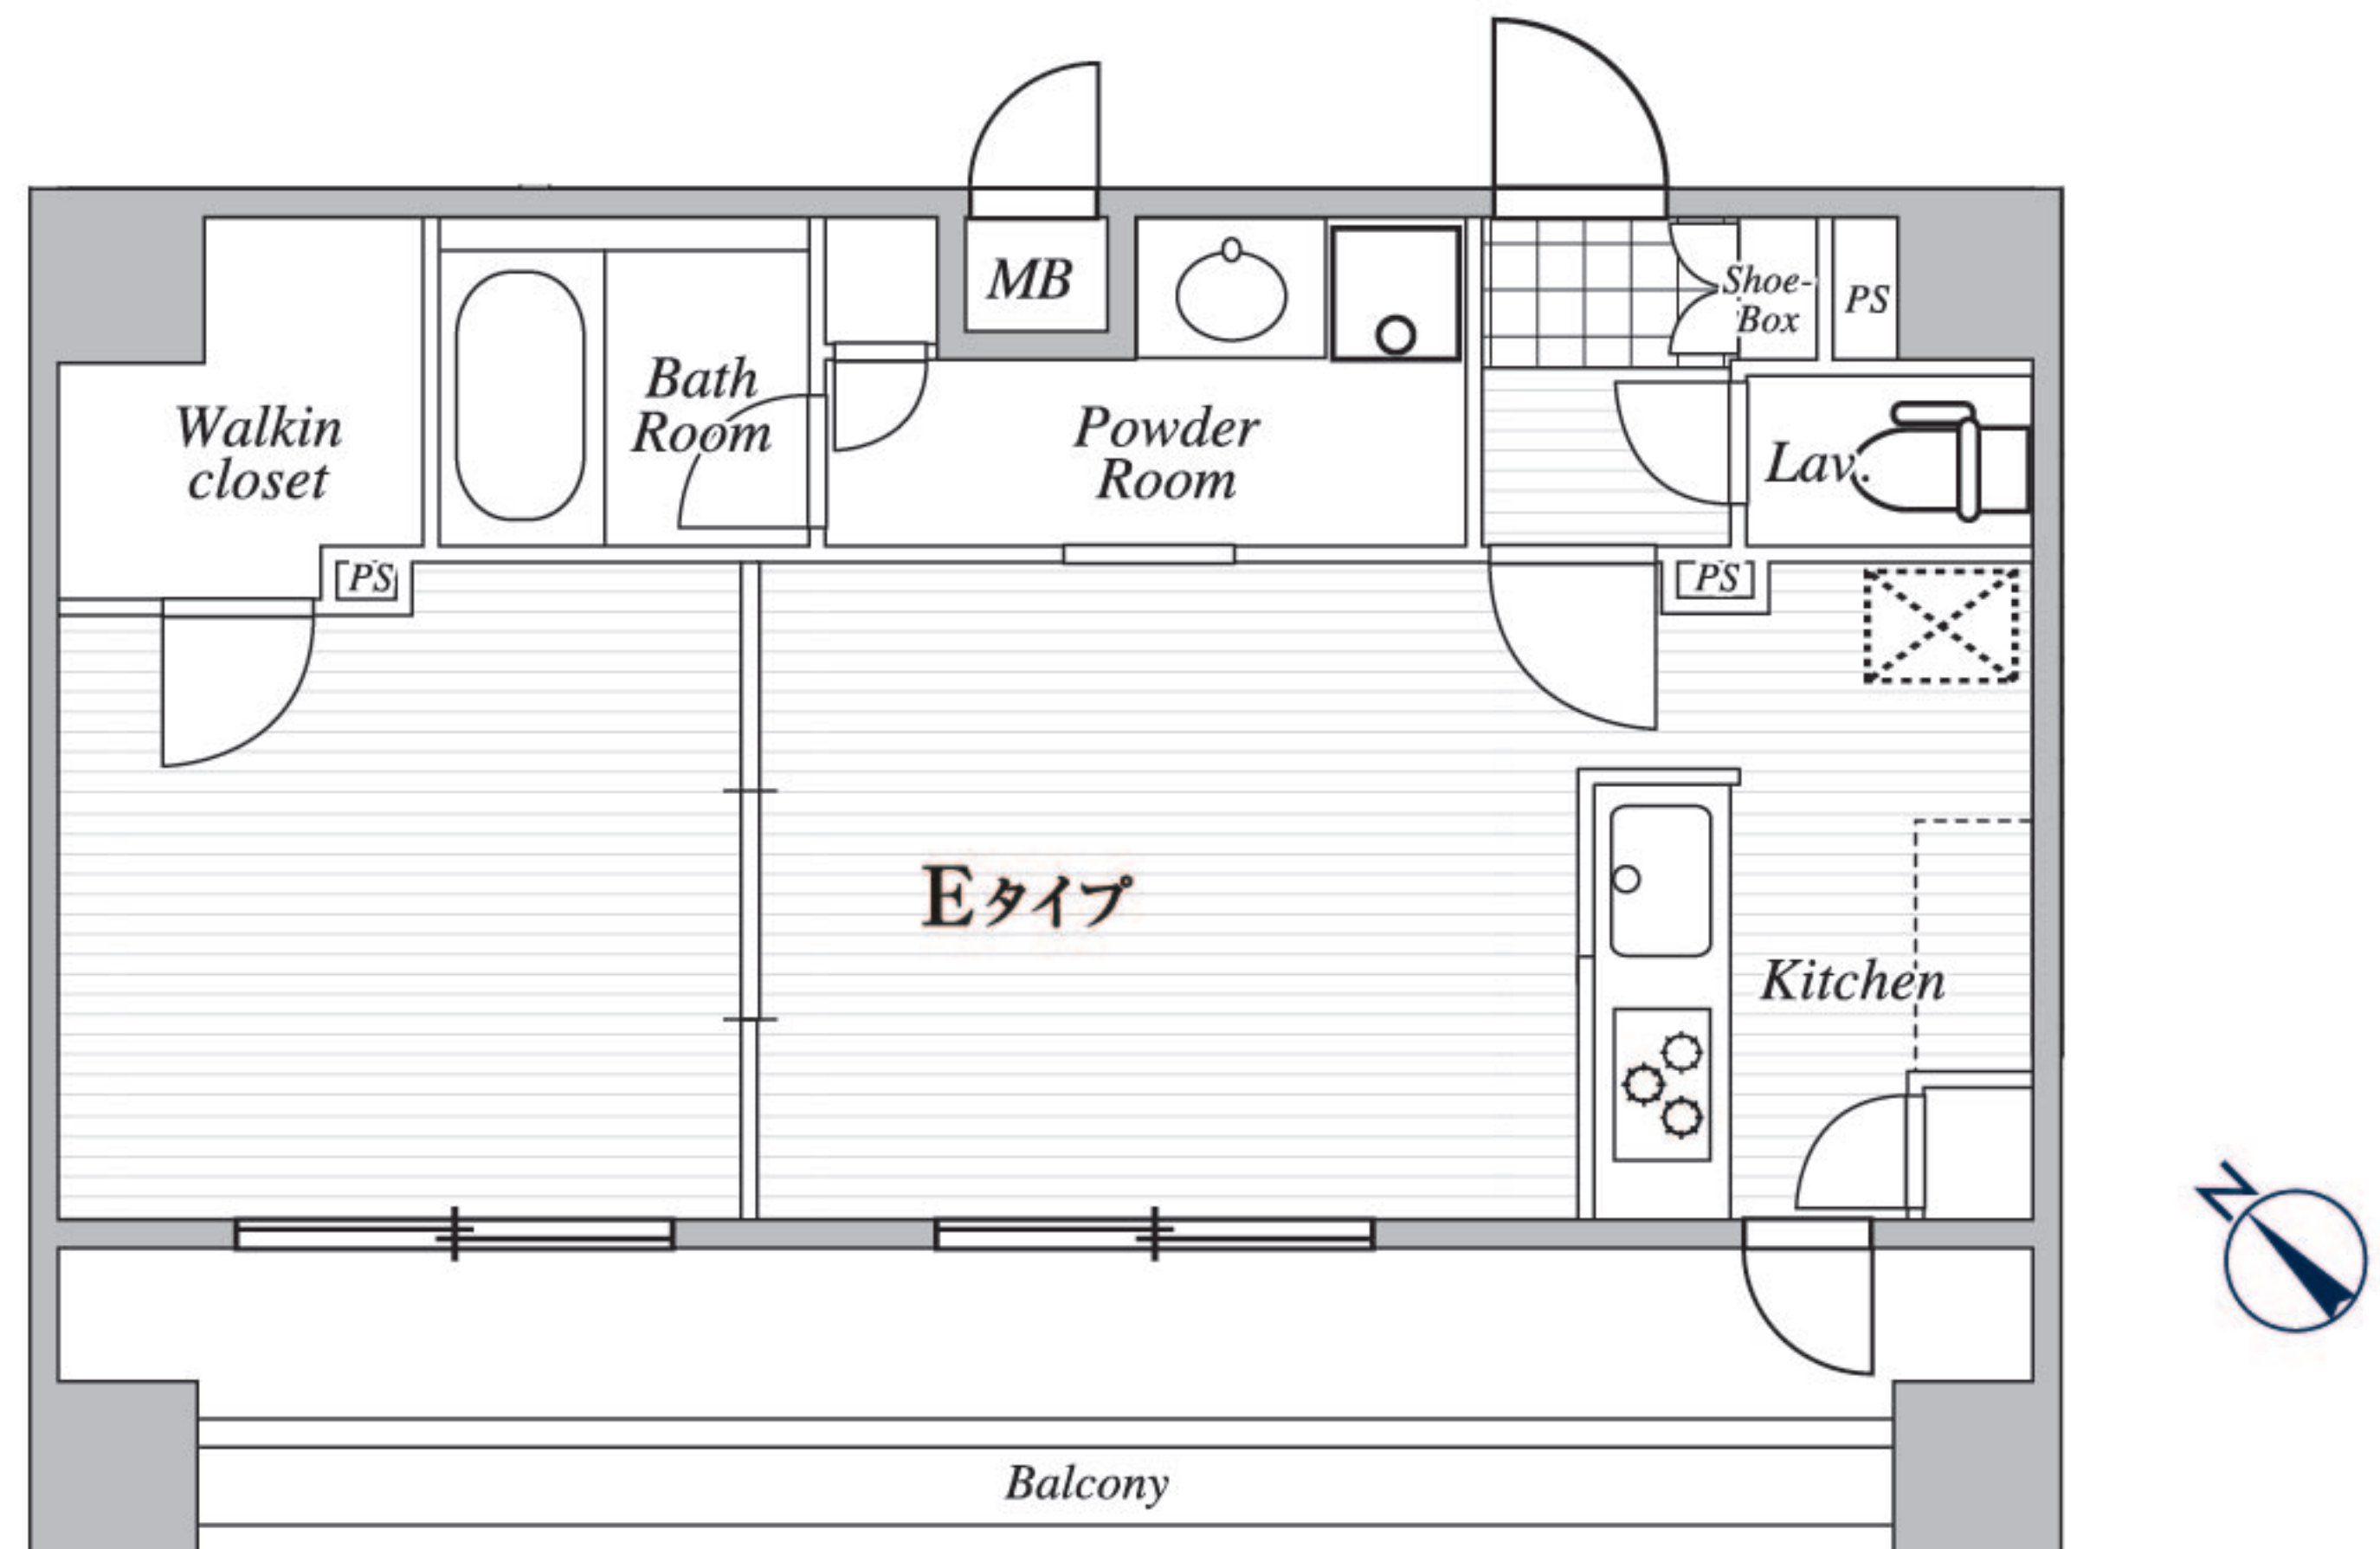 MB
Shoe-
Box
PS
Bath
Room
Walkin
closet
Powder
Room
Lav.
PS
PS
Eタイプ
Kitchen
N
Balcony